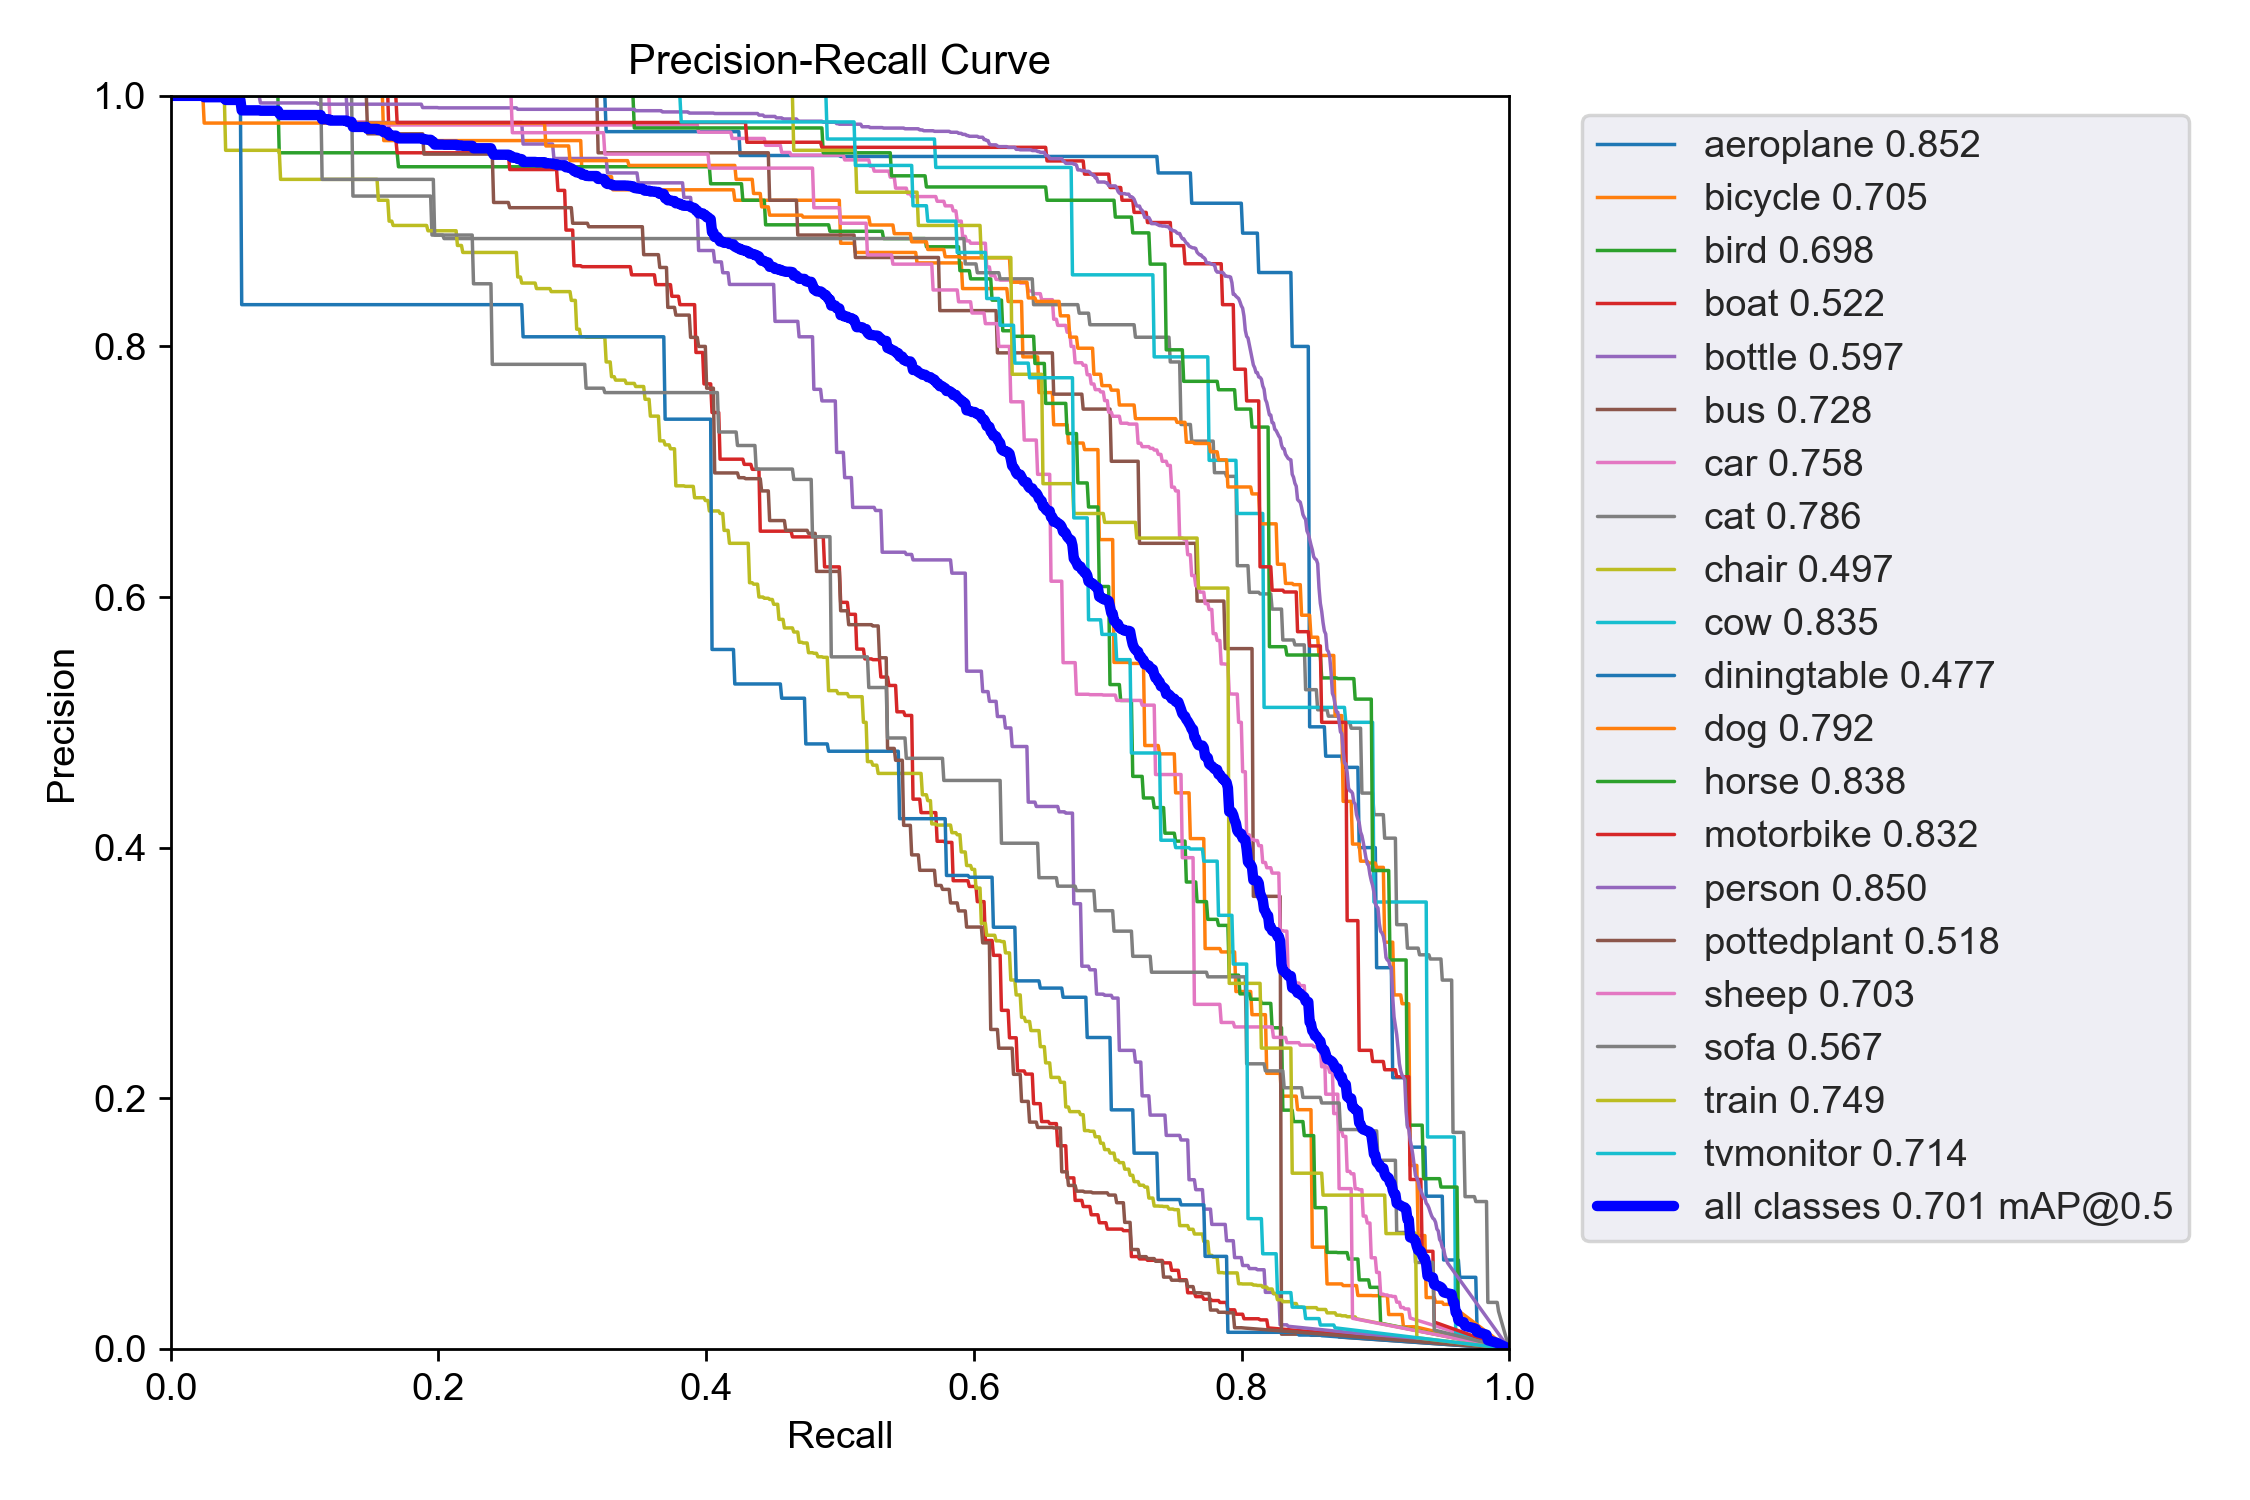 Precision-Recall Curve
1.0
0.8
0.6
0.4
0.2
0.0
Precision
0.0 0.2 0.4 0.6 0.8 1.0
Recall
aeroplane 0.852
bicycle 0.705
bird 0.698
boat 0.522
bottle 0.597
bus 0.728
car 0.758
cat 0.786
chair 0.497
cow 0.835
diningtable 0.477
dog 0.792
horse 0.838
motorbike 0.832
person 0.850
pottedplant 0.518
sheep 0.703
sofa 0.567
train 0.749
tvmonitor 0.714
all classes 0.701 mAP@0.5